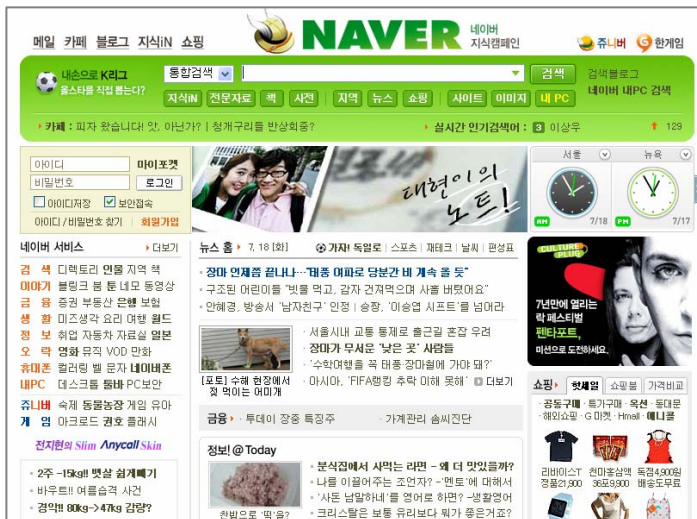 메일 카페 블로그 지식iN 쇼핑
NAVER 네이버
지식캠페인
쥬니버 한게임
내손으로 K리그
올스타를 직접 뽑는다?
통합검색 검색
검색블로그
네이버 내PC 검색
지식iN 전문자료 책 사전 지역 뉴스 쇼핑 사이트 이미지 내 PC
카페 : 피자 왔습니다! 앗, 아닌가? | 청개구리들 반상회중?
실시간 인기검색어 : 3 이상우 129
아이디 마이포켓
비밀번호 로그인
아이디저장 보안접속
아이디 / 비밀번호 찾기 회원가입
대현이의
노트!
서울 뉴욕
AM 7/18 PM 7/17
네이버 서비스 더보기
검 색 디렉토리 인물 지역 책
이야기 블링크 붐 툰 네모 동영상
금 융 증권 부동산 은행 보험
생 활 미즈생각 요리 여행 월드
정 보 취업 자동차 자료실 일본
오 락 영화 뮤직 VOD 만화
휴대폰 컬러링 벨 문자 네이버폰
내PC 데스크톱 툴바 PC보안
쥬니버 숙제 동물농장 게임 유아
게 임 아크로드 권호 플래시
전지현의 Slim Anycall Skin
2주 -15kg!! 뱃살 쉽게빼기
바우트!! 여름습격 사건
경악!! 80kg->47kg 감량?
뉴스 홈 7, 18 [화]
가자! 독일로 | 스포츠 | 재테크 | 날씨 | 편성표
장마 언제쯤 끝나나…"태풍 여파로 당분간 비 계속 올 듯"
구조된 어린이들 "빗물 먹고, 감자 건져먹으며 사흘 버텼어요"
안혜경, 방송서 '남자친구' 인정 | 승장, '이승엽 시프트'를 넘어라
[포토] 수해 현장에서
젖 먹이는 어미개
서울시내 교통 통제로 출근길 혼잡 우려
장마가 무서운 '낮은 곳' 사람들
'수학여행을 꼭 태풍 장마철에 가야 돼?'
아시아, 'FIFA랭킹 추락 이해 못해' 더보기
금융 투데이 장중 특징주 가계관리 솜씨진단
정보! @ Today
찬밥으로 '떡'을?
분식집에서 사먹는 라면 - 왜 더 맛있을까?
나를 이끌어주는 조언자? - '멘토'에 대해서
'사돈 남말하네'를 영어로 하면? -생활영어
크리스탈은 보통 유리보다 뭐가 좋은거죠?
CULTURE
PLUG
7년만에 열리는
락 페스티벌
펜타포트,
미션으로 도전하세요.
쇼핑 핫세일 쇼핑몰 가격비교
공동구매 · 특가구매 · 옥션 · 동대문
해외쇼핑 · G 마켓 · Hmall · 애니콜
리바이스T
정품21,900
천마홍삼액
36포9,900
독점4,900원
배송도무료